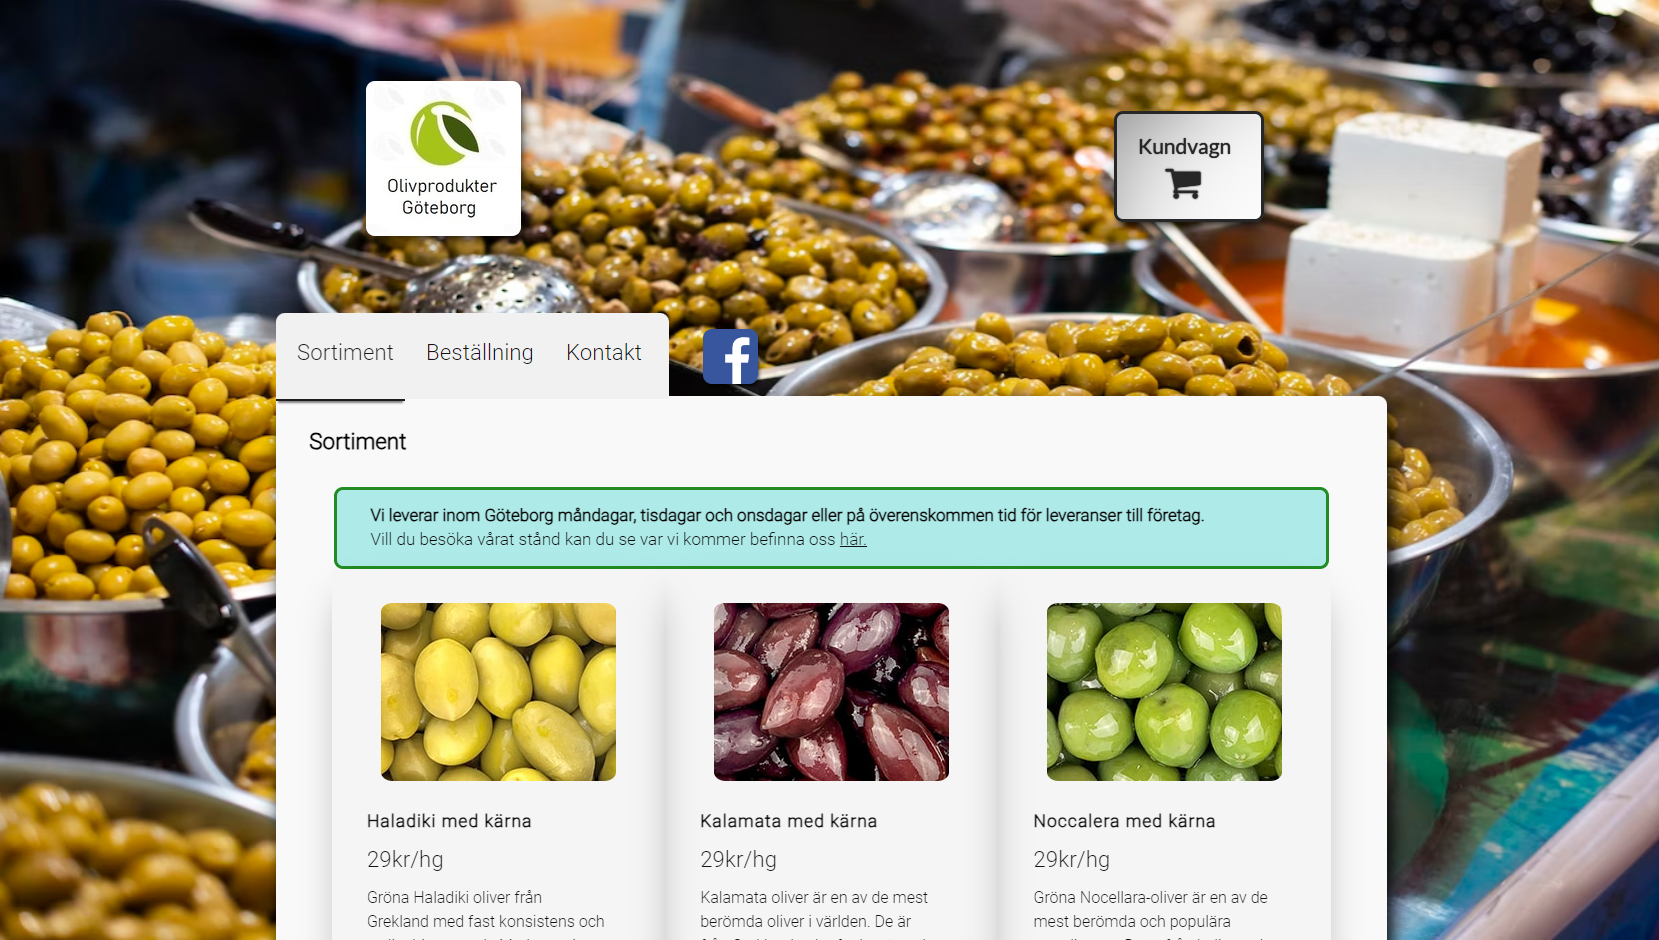 Olivprodukter
Göteborg
Kundvagn
Sortiment Beställning Kontakt
Sortiment
Vi leverar inom Göteborg måndagar, tisdagar och onsdagar eller på överenskommen tid för leveranser till företag.
Vill du besöka vårat stånd kan du se var vi kommer befinna oss här.
Haladiki med kärna
29kr/hg
Gröna Haladiki oliver från
Grekland med fast konsistens och
Kalamata med kärna
29kr/hg
Kalamata oliver är en av de mest
berömda oliver i världen. De är
Noccalera med kärna
29kr/hg
Gröna Nocellara-oliver är en av de
mest berömda och populära